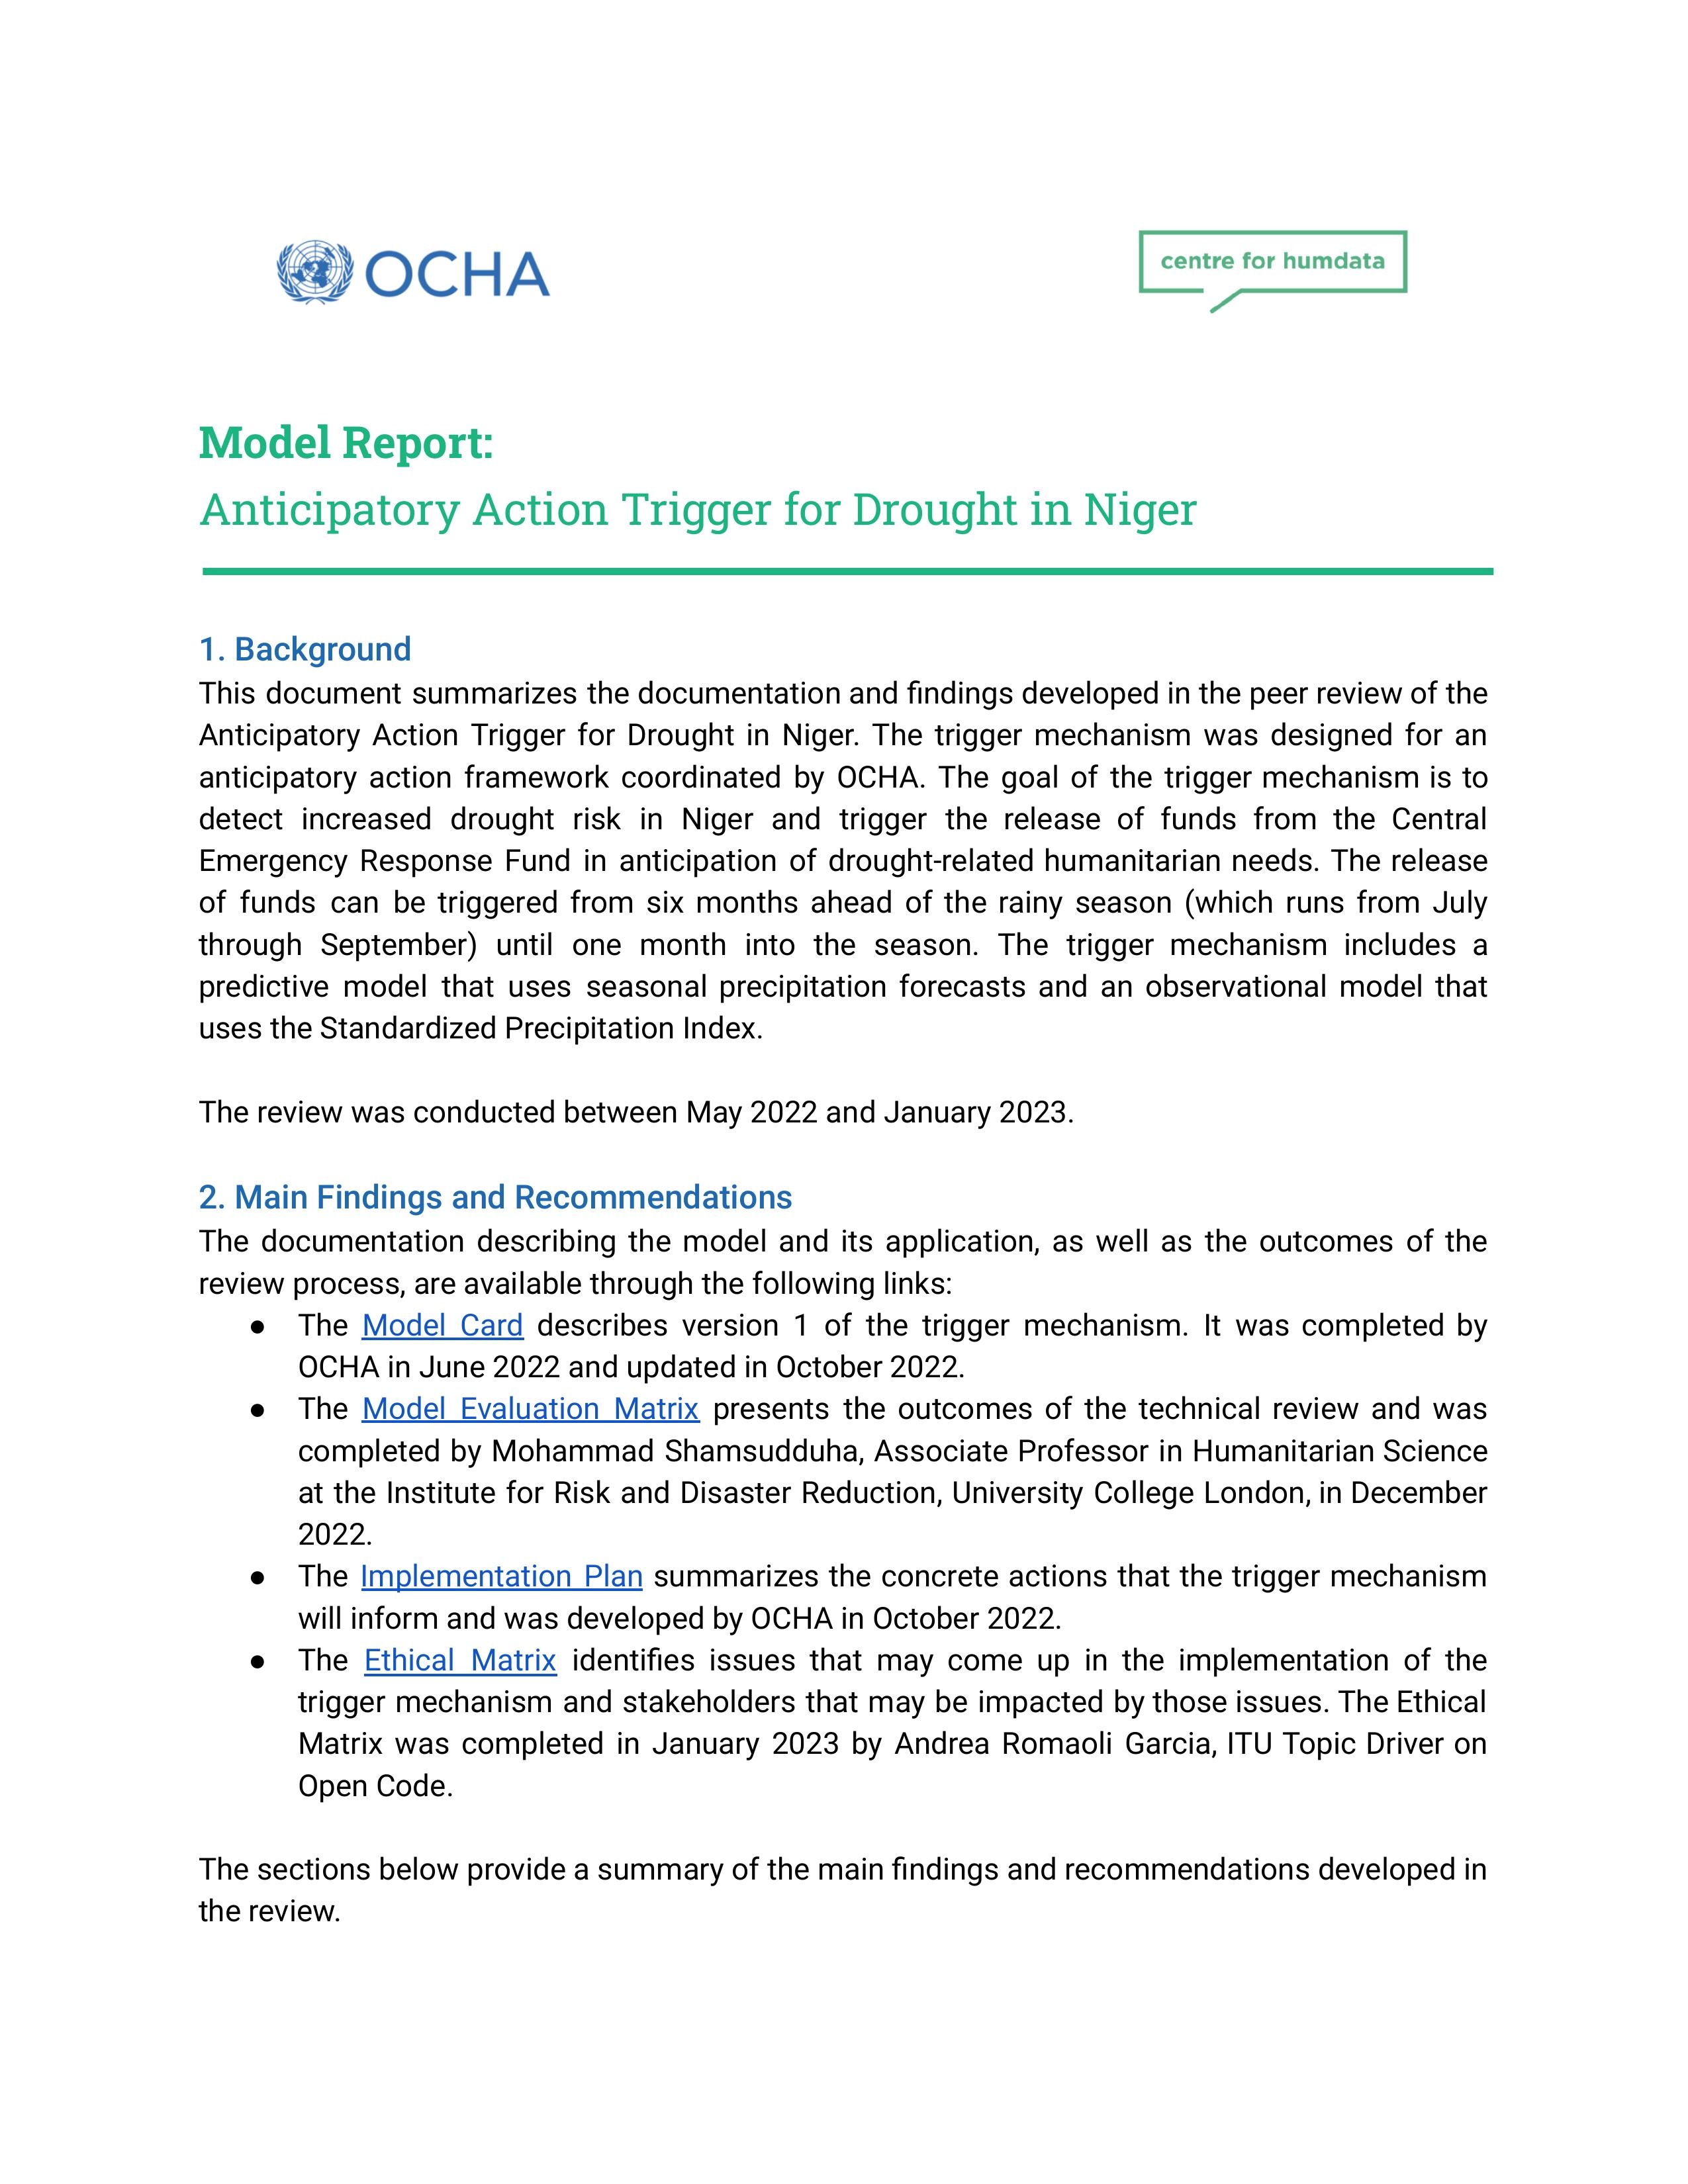 OCHA
centre for humdata
Model Report:
Anticipatory Action Trigger for Drought in Niger
1. Background
This document summarizes the documentation and findings developed in the peer review of the
Anticipatory Action Trigger for Drought in Niger. The trigger mechanism was designed for an
anticipatory action framework coordinated by OCHA. The goal of the trigger mechanism is to
detect increased drought risk in Niger and trigger the release of funds from the Central
Emergency Response Fund in anticipation of drought-related humanitarian needs. The release
of funds can be triggered from six months ahead of the rainy season (which runs from July
through September) until one month into the season. The trigger mechanism includes a
predictive model that uses seasonal precipitation forecasts and an observational model that
uses the Standardized Precipitation Index.
The review was conducted between May 2022 and January 2023.
2. Main Findings and Recommendations
The documentation describing the model and its application, as well as the outcomes of the
review process, are available through the following links:
● The Model Card describes version 1 of the trigger mechanism. It was completed by
OCHA in June 2022 and updated in October 2022.
● The Model Evaluation Matrix presents the outcomes of the technical review and was
completed by Mohammad Shamsudduha, Associate Professor in Humanitarian Science
at the Institute for Risk and Disaster Reduction, University College London, in December
2022.
● The Implementation Plan summarizes the concrete actions that the trigger mechanism
will inform and was developed by OCHA in October 2022.
● The Ethical Matrix identifies issues that may come up in the implementation of the
trigger mechanism and stakeholders that may be impacted by those issues. The Ethical
Matrix was completed in January 2023 by Andrea Romaoli Garcia, ITU Topic Driver on
Open Code.
The sections below provide a summary of the main findings and recommendations developed in
the review.